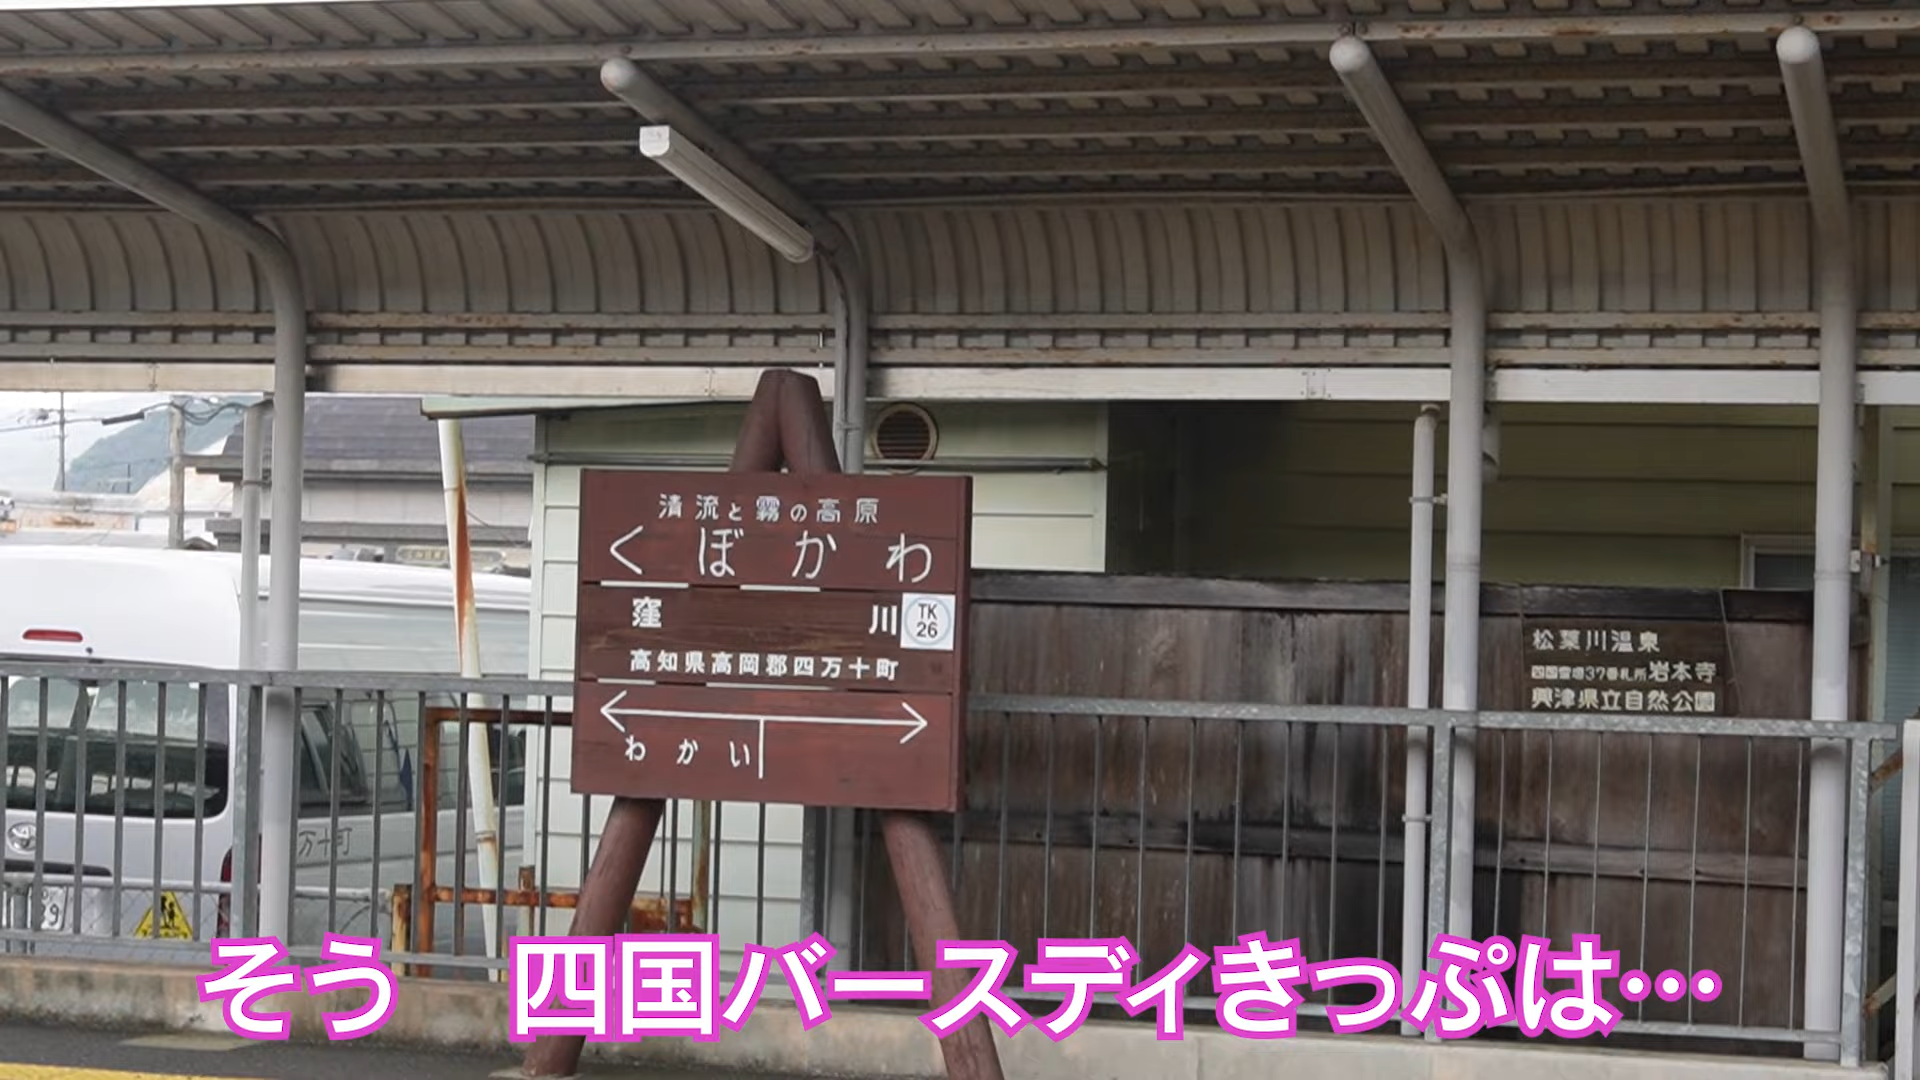 清流と霧の高原
くぼかわ
窪川
TK
26
高知県高岡郡四万十町
わかい
松葉川温泉
四国霊場37番札所岩本寺
興津県立自然公園
万十町
そう 四国バースディきっぷは…